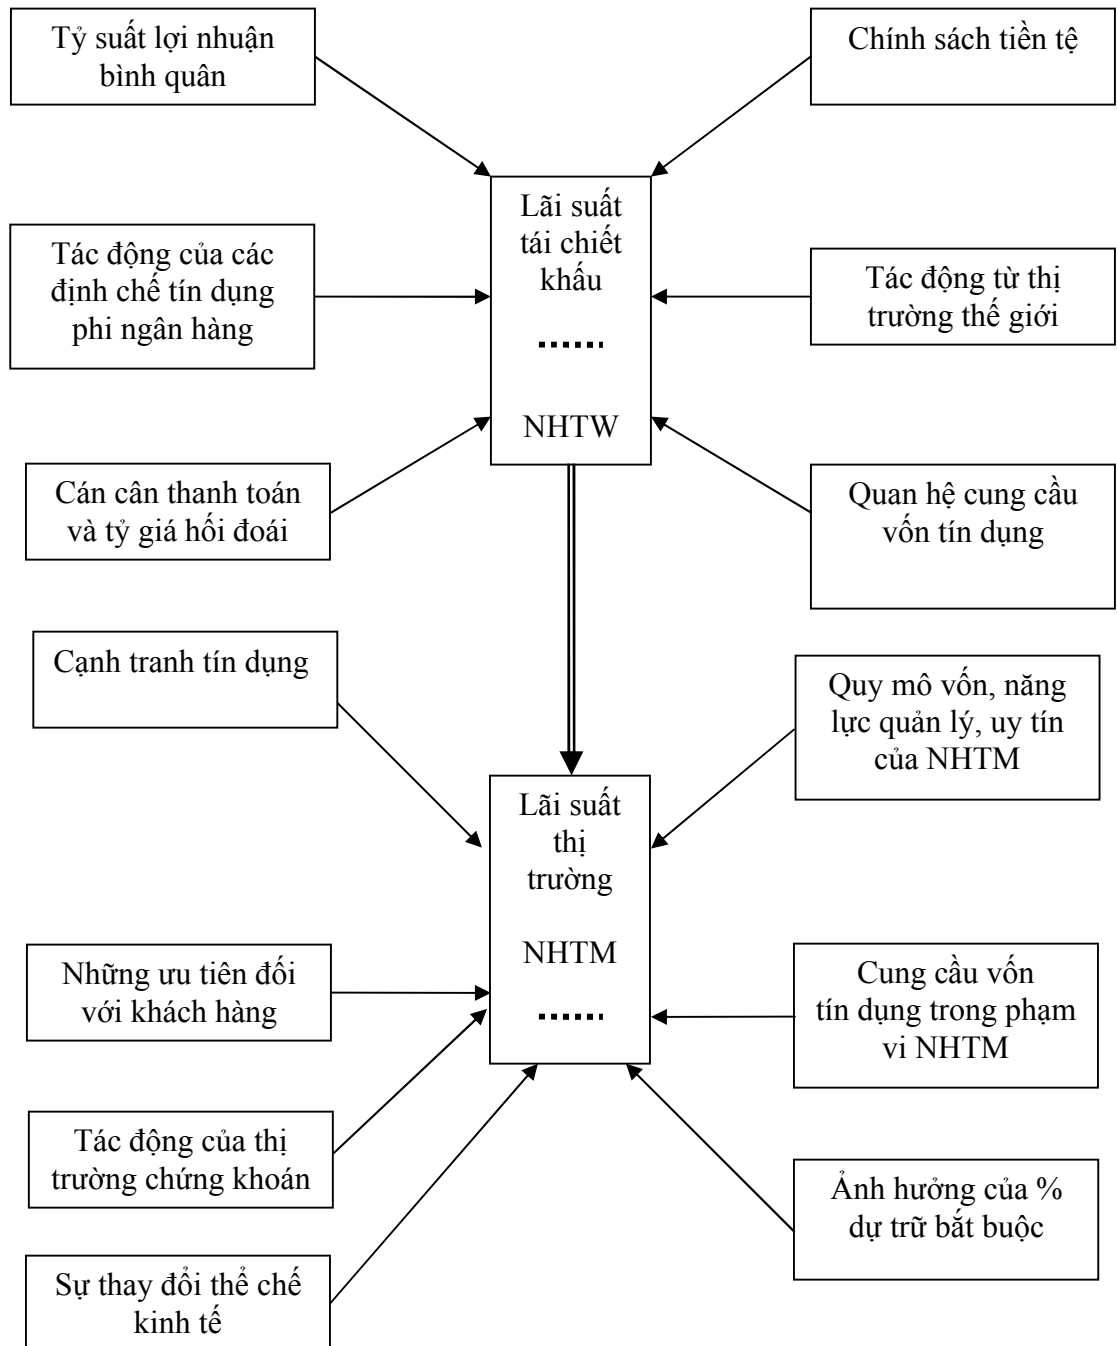 Tỷ suất lợi nhuận
bình quân
Chính sách tiền tệ
Lãi suất
tái chiết
khấu
......
NHTW
Tác động của các
định chế tín dụng
phi ngân hàng
Tác động từ thị
trường thế giới
Cán cân thanh toán
và tỷ giá hối đoái
Quan hệ cung cầu
vốn tín dụng
Cạnh tranh tín dụng
Quy mô vốn, năng
lực quản lý, uy tín
của NHTM
Lãi suất
thị
trường
NHTM
......
Những ưu tiên đối
với khách hàng
Cung cầu vốn
tín dụng trong phạm
vi NHTM
Tác động của thị
trường chứng khoán
Ảnh hưởng của %
dự trữ bắt buộc
Sự thay đổi thể chế
kinh tế